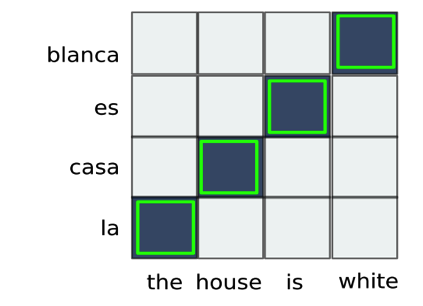 blanca
es
casa
la
the house is white